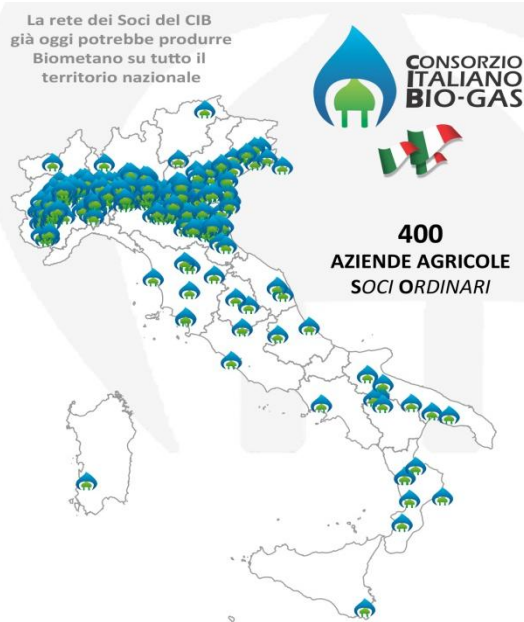 La rete dei Soci del CIB
già oggi potrebbe produrre
Biometano su tutto il
territorio nazionale
CONSORZIO
ITALIANO
BIO-GAS
400
AZIENDE AGRICOLE
SOCI ORDINARI